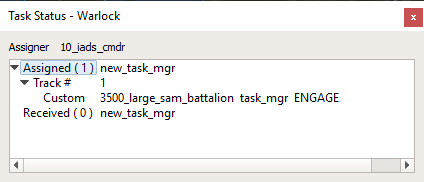 Task Status - Warlock
Assigner 10_iads_cmdr
Assigned ( 1 ) new_task_mgr
Track # 1
Custom 3500_large_sam_battalion task_mgr ENGAGE
Received ( 0 ) new_task_mgr